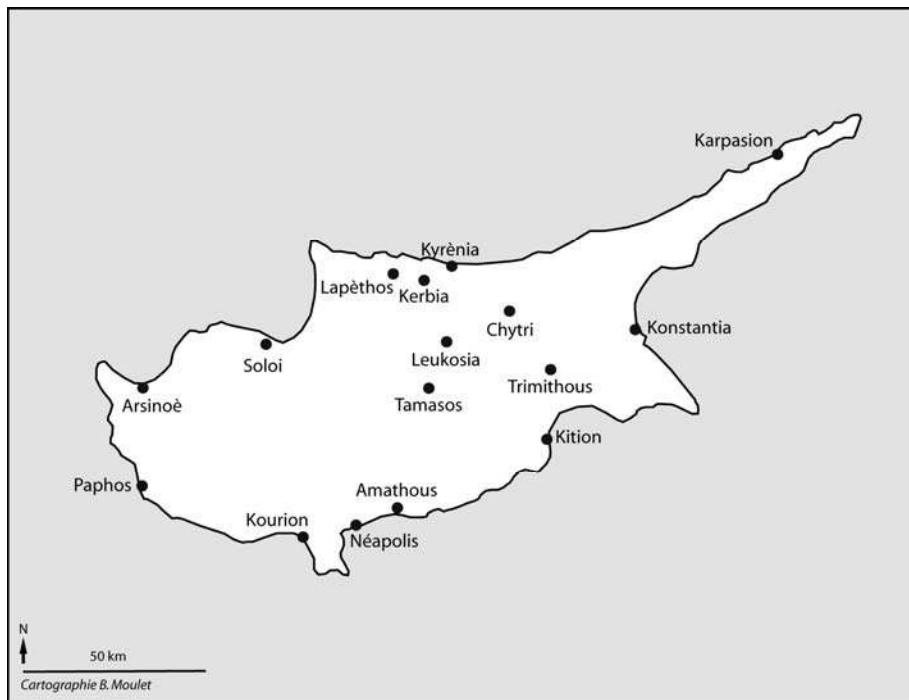 Karpasion
Kyrènia
Lapèthos
Kerbia
Chytri
Konstantia
Leukosia
Soloi
Trimithous
Arsinoè
Tamasos
Kition
Paphos
Amathous
Kourion
Néapolis
N
50 km
Cartographie B. Moulet